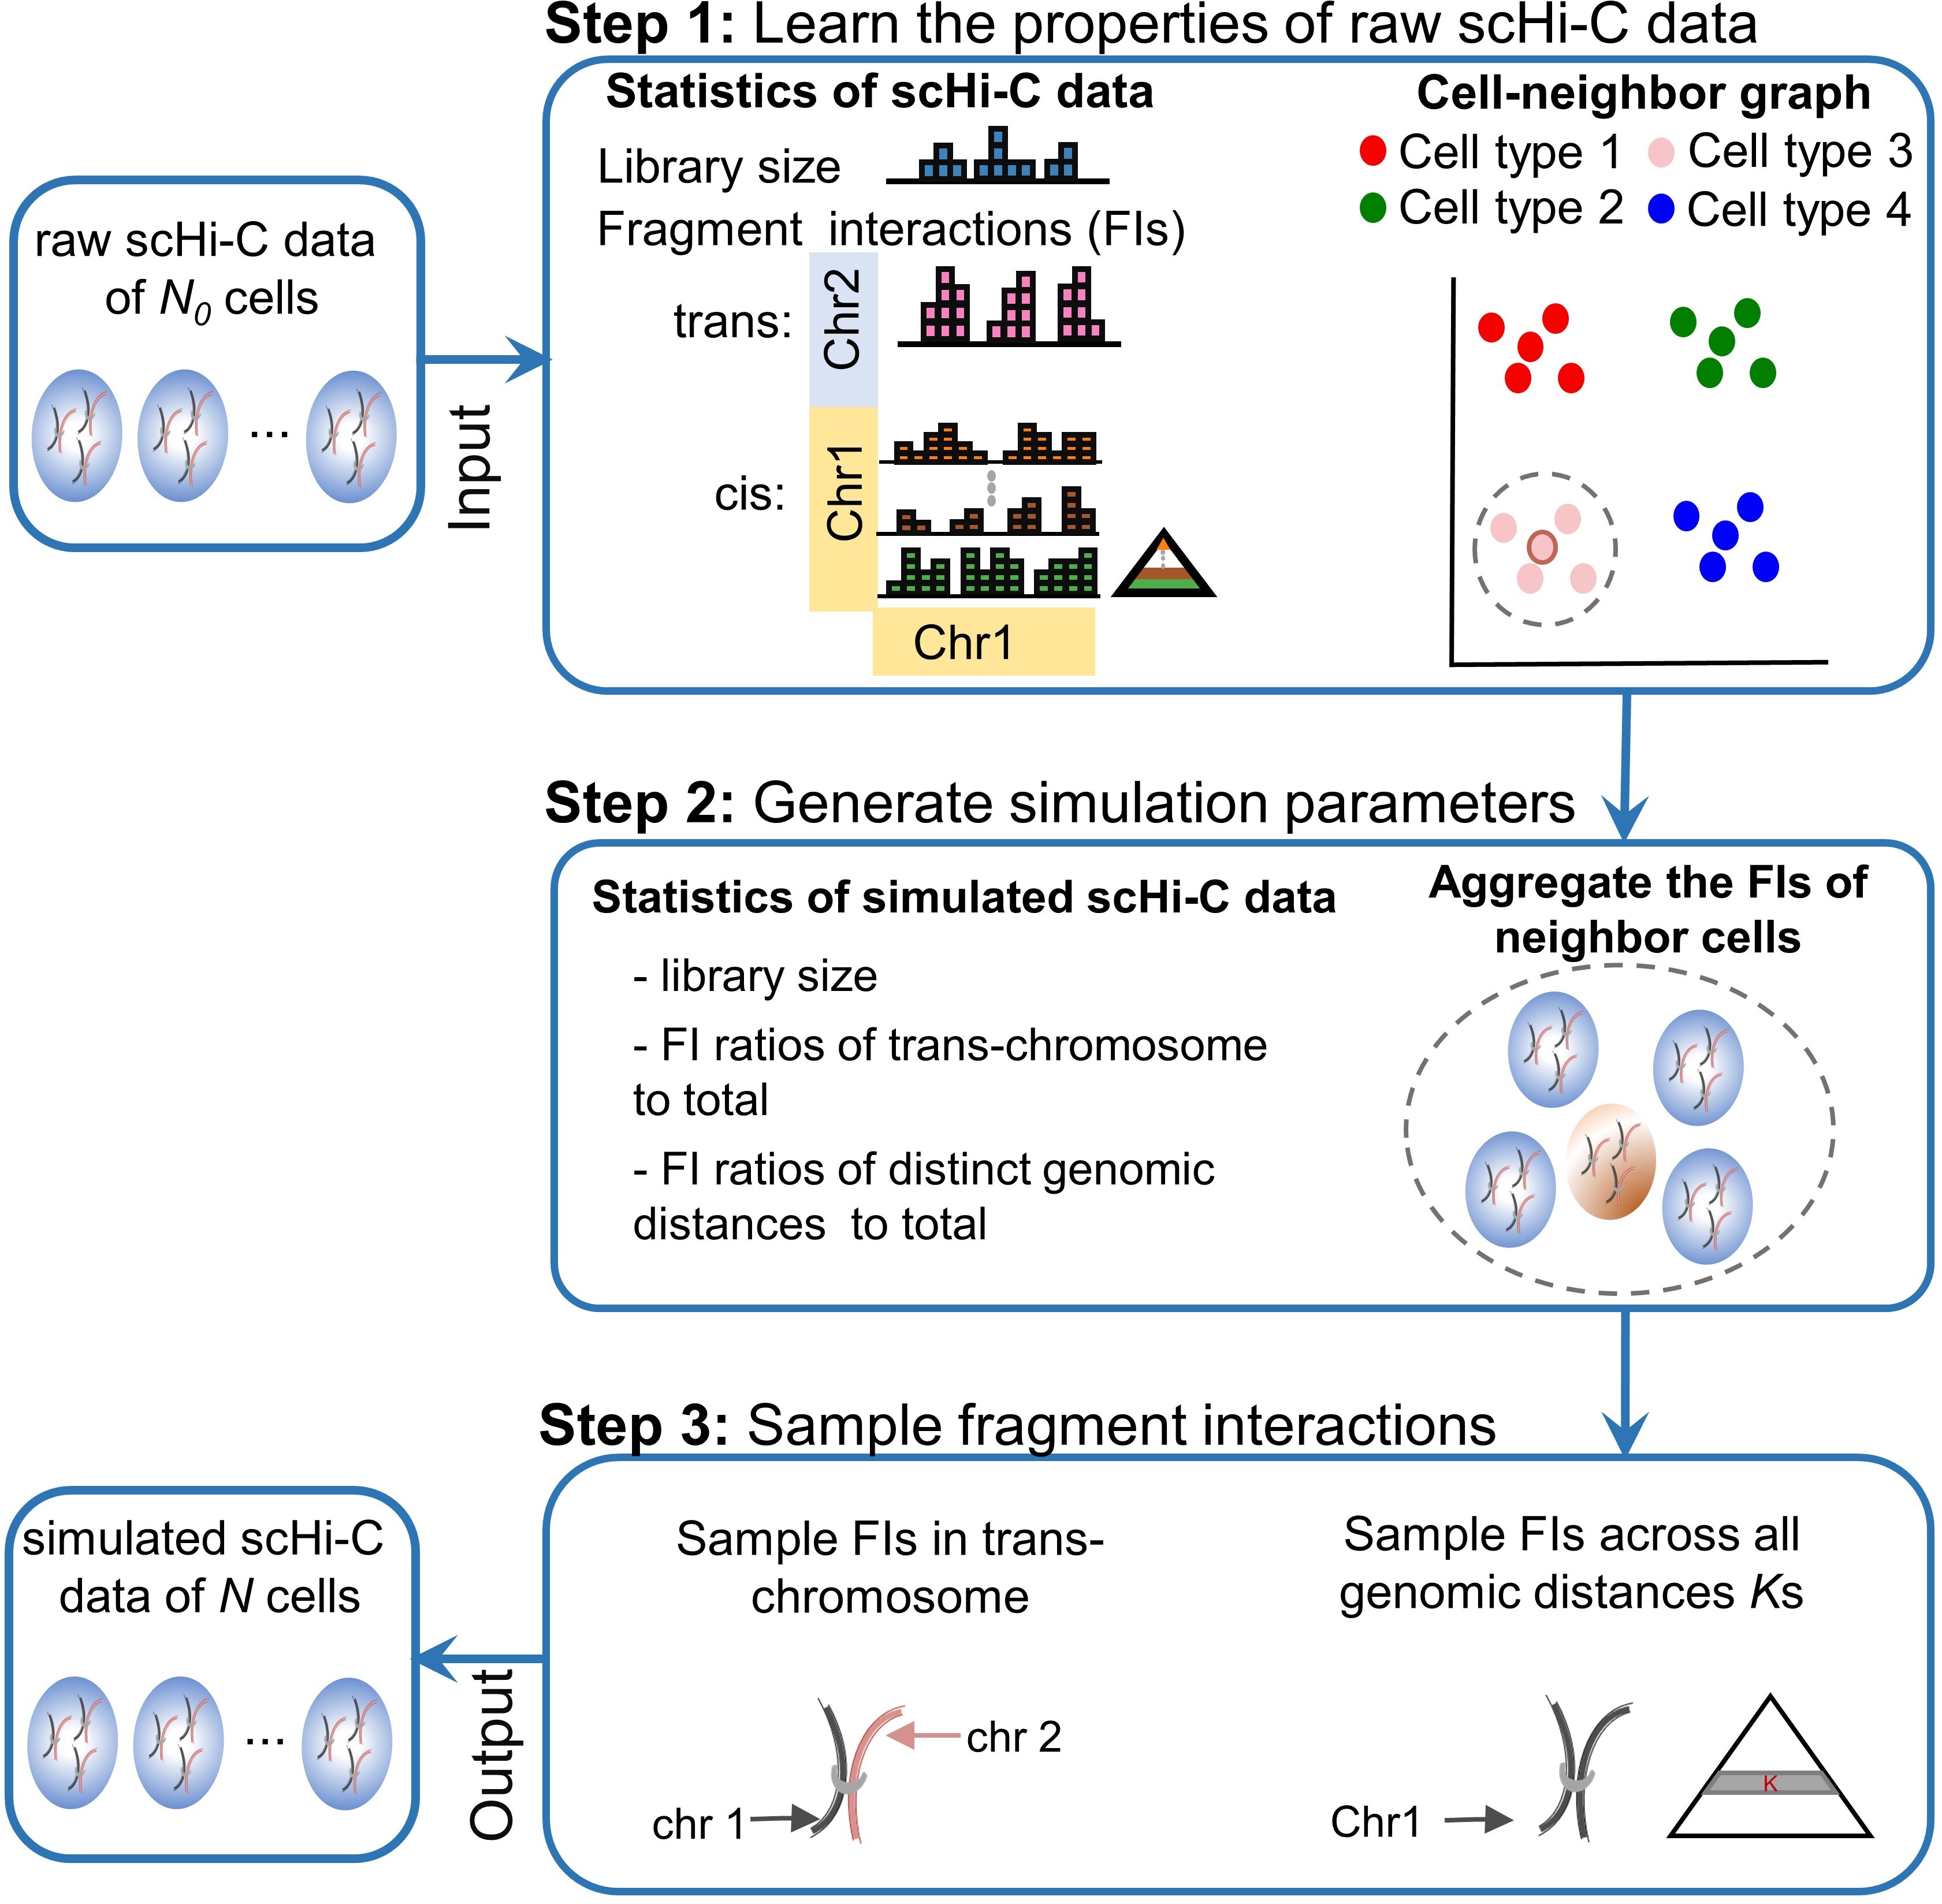 Step 1: Learn the properties of raw scHi-C data
raw scHi-C data
of N0 cells
...
Input
Statistics of scHi-C data
Library size
Fragment interactions (FIs)
trans:
Chr2
cis:
Chr1
Chr1
Cell-neighbor graph
Cell type 1
Cell type 3
Cell type 2
Cell type 4
Step 2: Generate simulation parameters
Statistics of simulated scHi-C data
- library size
- FI ratios of trans-chromosome
to total
- FI ratios of distinct genomic
distances to total
Aggregate the FIs of
neighbor cells
Step 3: Sample fragment interactions
Sample FIs in trans-
chromosome
chr 2
chr 1
Sample FIs across all
genomic distances Ks
Chr1
K
Output
simulated scHi-C
data of N cells
...